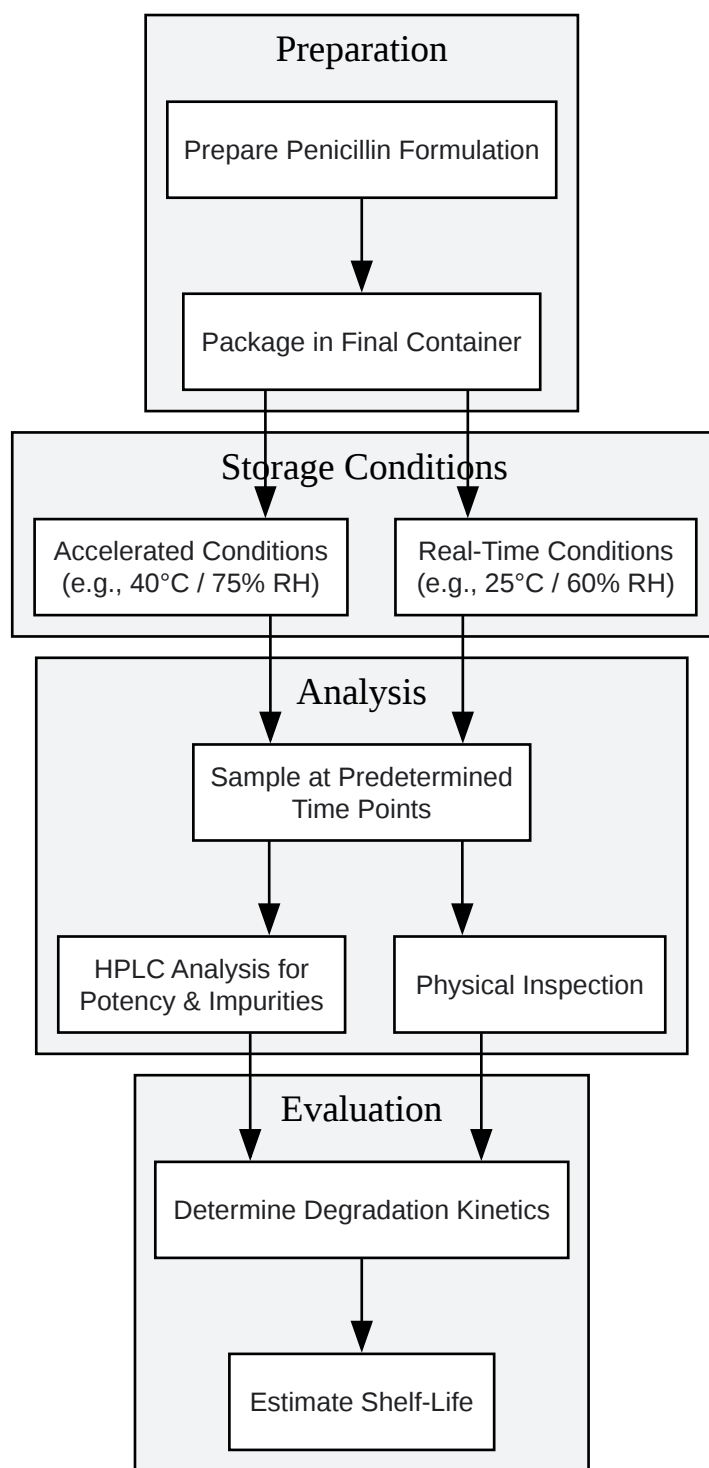 Preparation
Prepare Penicillin Formulation
Package in Final Container
Storage Conditions
Accelerated Conditions
(e.g., 40°C / 75% RH)
Real-Time Conditions
(e.g., 25°C / 60% RH)
Analysis
Sample at Predetermined
Time Points
HPLC Analysis for
Potency & Impurities
Physical Inspection
Evaluation
Determine Degradation Kinetics
Estimate Shelf-Life